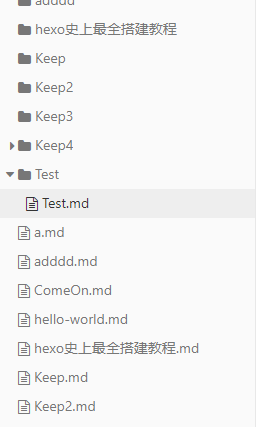 adddd
hexo史上最全搭建教程
Keep
Keep2
Keep3
Keep4
Test
Test.md
a.md
adddd.md
ComeOn.md
hello-world.md
hexo史上最全搭建教程.md
Keep.md
Keep2.md